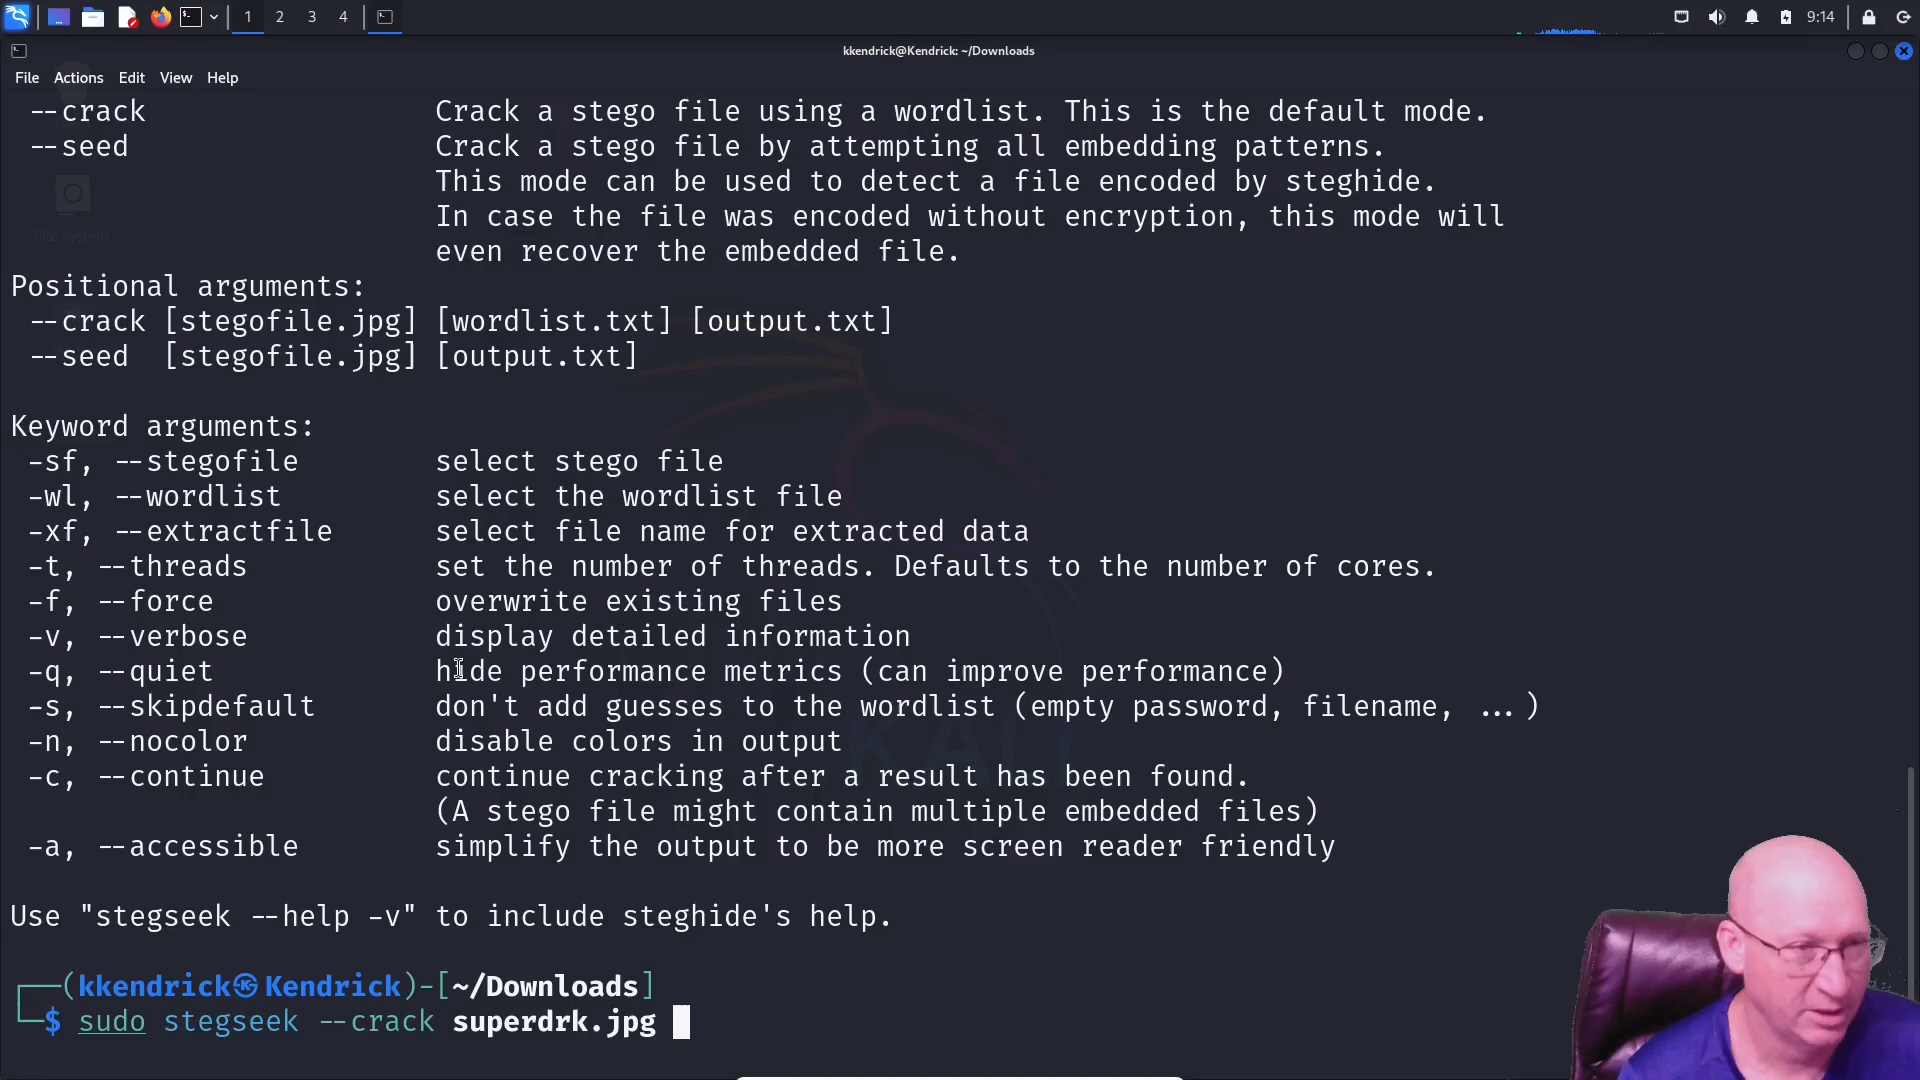 1 2 3 4 9:14
kkendrick@Kendrick: ~/Downloads
File Actions Edit View Help
--crack Crack a stego file using a wordlist. This is the default mode.
--seed Crack a stego file by attempting all embedding patterns.
This mode can be used to detect a file encoded by steghide.
In case the file was encoded without encryption, this mode will
File System
even recover the embedded file.
Positional arguments:
--crack [stegofile.jpg] [wordlist.txt] [output.txt]
--seed [stegofile.jpg] [output.txt]
Keyword arguments:
-sf, --stegofile select stego file
-wl, --wordlist select the wordlist file
-xf, --extractfile select file name for extracted data
-t, --threads set the number of threads. Defaults to the number of cores.
-f, --force overwrite existing files
-v, --verbose display detailed information
-q, --quiet hide performance metrics (can improve performance)
-s, --skipdefault don't add guesses to the wordlist (empty password, filename, ...)
-n, --nocolor disable colors in output
KALI
-c, --continue continue cracking after a result has been found.
(A stego file might contain multiple embedded files)
-a, --accessible simplify the output to be more screen reader friendly
Use "stegseek --help -v" to include steghide's help.
(kkendrick㉿Kendrick)-[~/Downloads]
$ sudo stegseek --crack superdrk.jpg